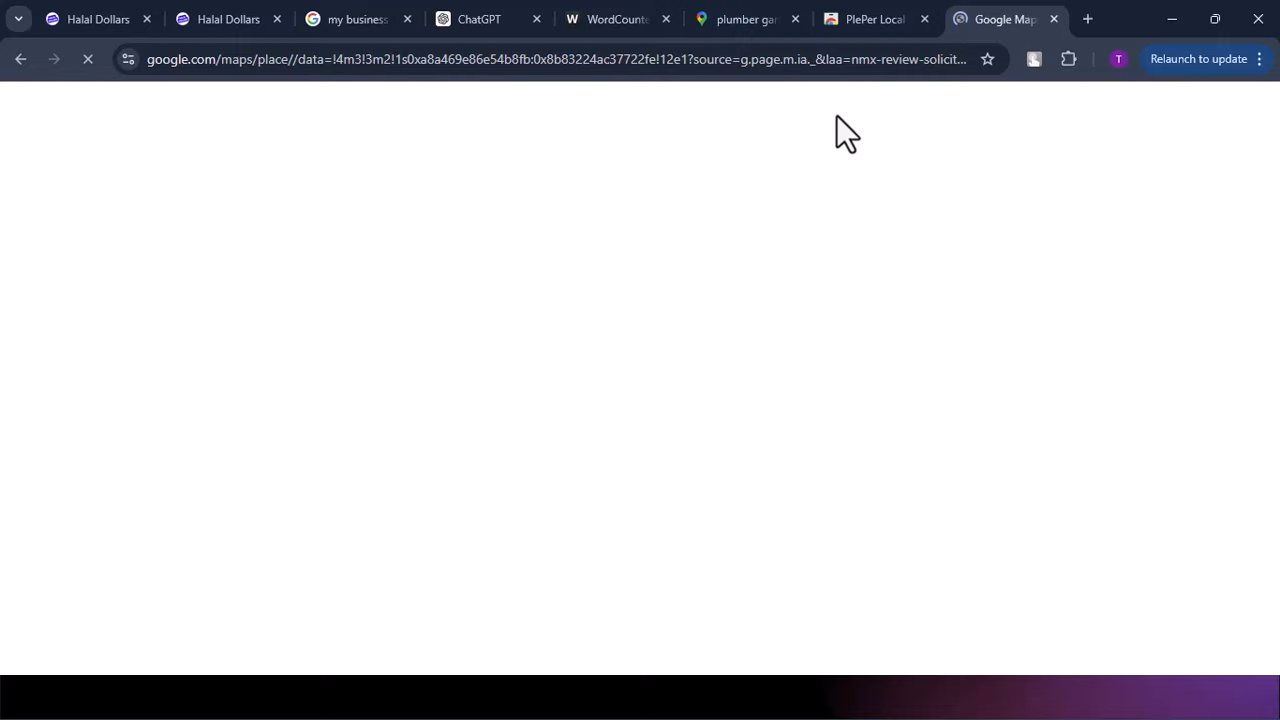 Halal Dollars
Halal Dollars
my business
ChatGPT
WordCounte
plumber gar
PlePer Local
Google Map
google.com/maps/place//data=!4m3!3m2!1s0xa8a469e86e54b8fb:0x8b83224ac37722fe!12e1?source=g.page.m.ia._&laa=nmx-review-solicit...
T
Relaunch to update